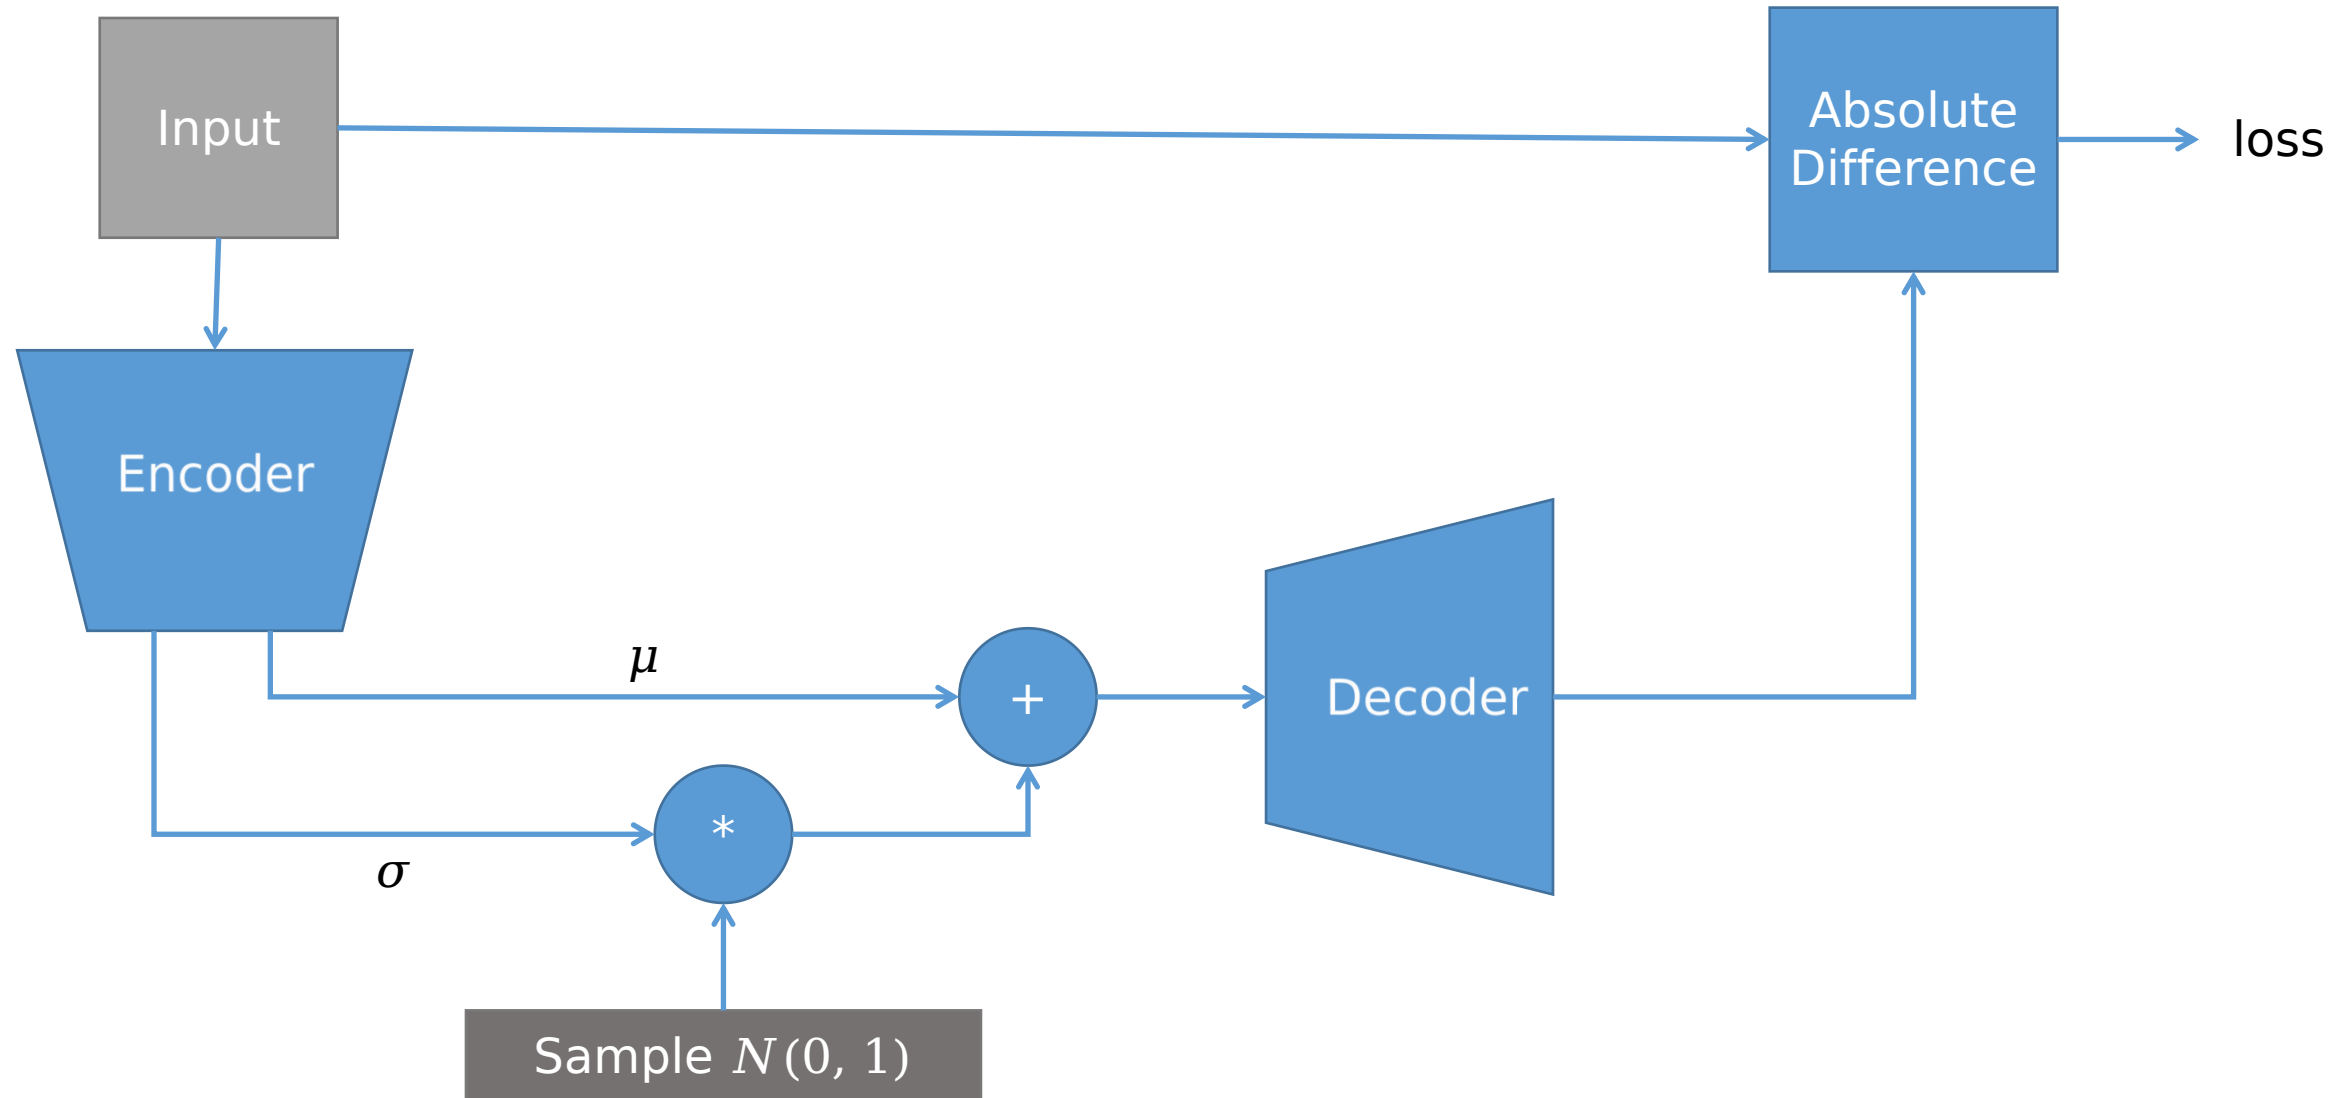 Input
Absolute
Difference
loss
Encoder
μ
+
Decoder
*
σ
Sample N(0, 1)